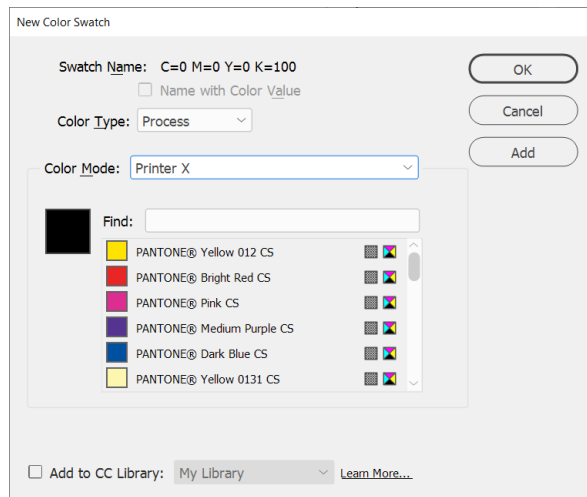 New Color Swatch
Swatch Name: C=0 M=0 Y=0 K=100
Name with Color Value
Color Type: Process
OK
Cancel
Add
Color Mode: Printer X
Find:
PANTONE® Yellow 012 CS
PANTONE® Bright Red CS
PANTONE® Pink CS
PANTONE® Medium Purple CS
PANTONE® Dark Blue CS
PANTONE® Yellow 0131 CS
Add to CC Library: My Library Learn More...